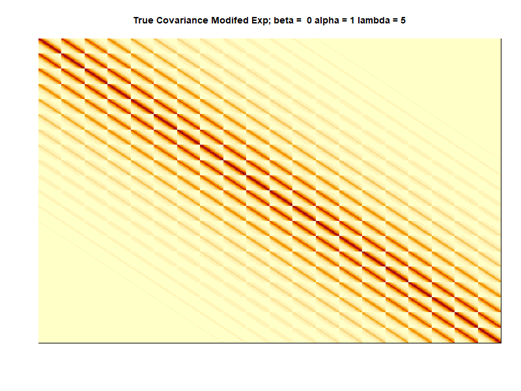 True Covariance Modifed Exp; beta =  0 alpha = 1 lambda = 5